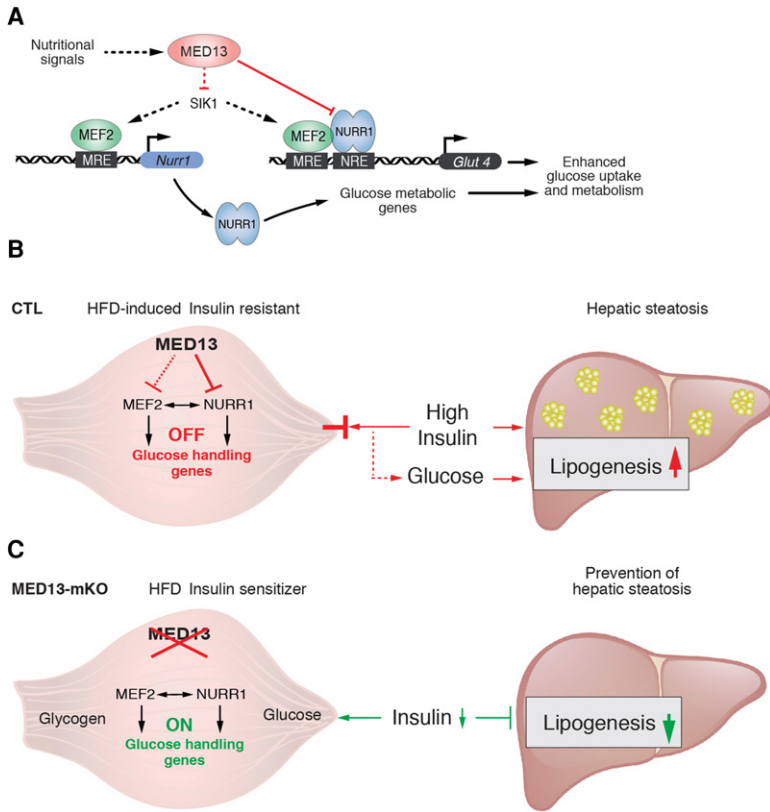 A
Nutritional
signals
MED13
SIK1
MEF2
MRE
Nurr1
MEF2
NURR1
MRE
NRE
Glut 4
Enhanced
glucose uptake
and metabolism
NURR1
Glucose metabolic
genes
B
CTL
HFD-induced Insulin resistant
Hepatic steatosis
MED13
MEF2
NURR1
OFF
Glucose handling
genes
High
Insulin
Glucose
Lipogenesis
C
MED13-mKO
HFD Insulin sensitizer
Prevention of
hepatic steatosis
MED13
MEF2
NURR1
Glycogen
Glucose
ON
Glucose handling
genes
Insulin
Lipogenesis